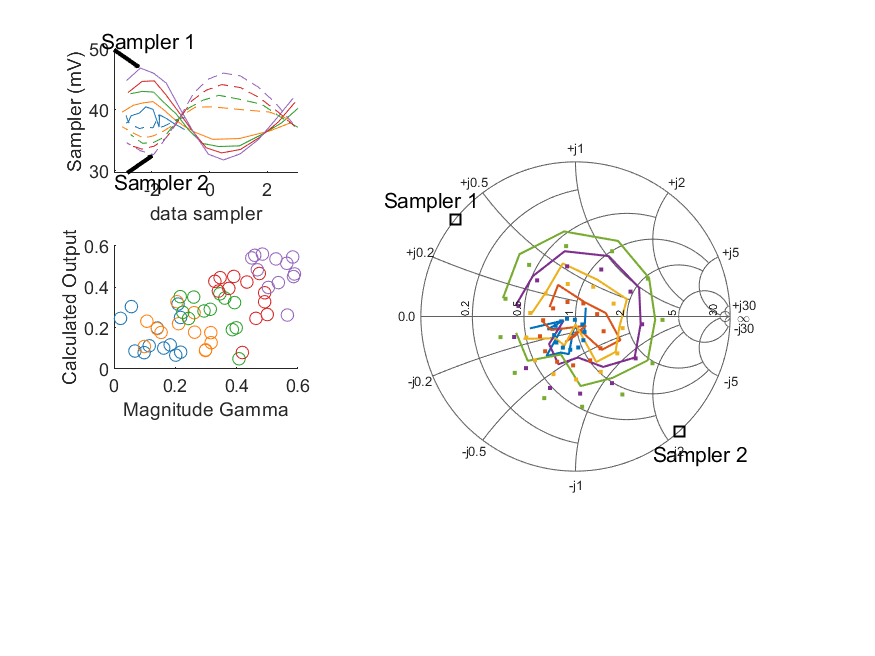 Sampler 1
50
40
30
Sampler (mV)
Sampler 2
-2
0
2
data sampler
0.6
0.4
0.2
0
Calculated Output
0
0.2
0.4
0.6
Magnitude Gamma
+j1
+j0.5
+j2
Sampler 1
+j0.2
+j5
0.0
0.2
0.5
1
2
5
30
+j30
∞
-j30
-j0.2
-j5
-j0.5
-j2
Sampler 2
-j1